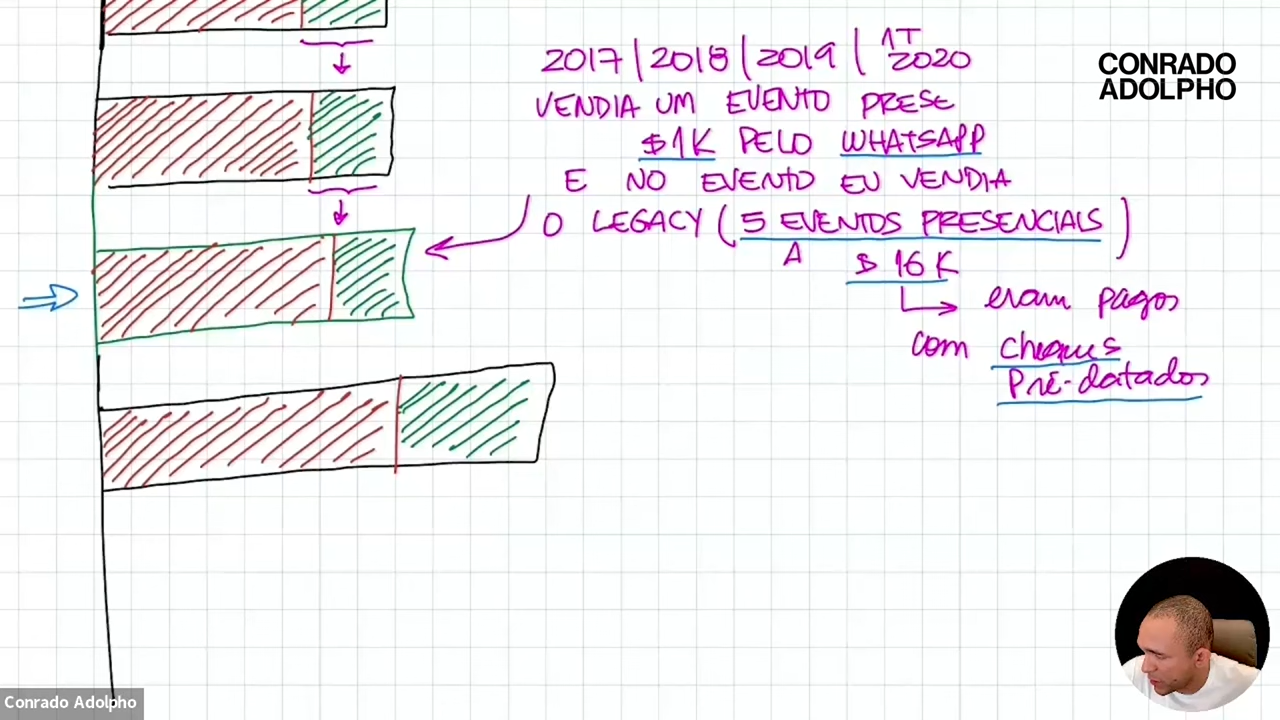 2017 | 2018 | 2019 | 1T 2020
CONRADO
ADOLPHO
VENDIA UM EVENTO PRESE
$1K PELO WHATSAPP
E NO EVENTO EU VENDIA
O LEGACY (5 EVENTOS PRESENCIAIS)
A $ 16K
eram pagos
com cheques
Pré-datados
Conrado Adolpho